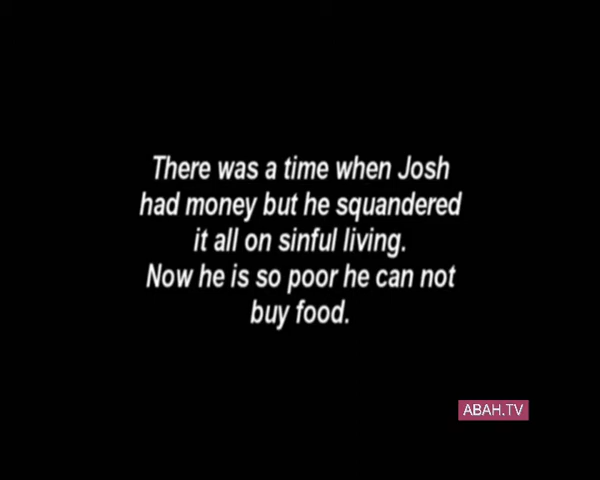 There was a time when Josh
had money but he squandered
it all on sinful living.
Now he is so poor he can not
buy food.
ABAH.TV